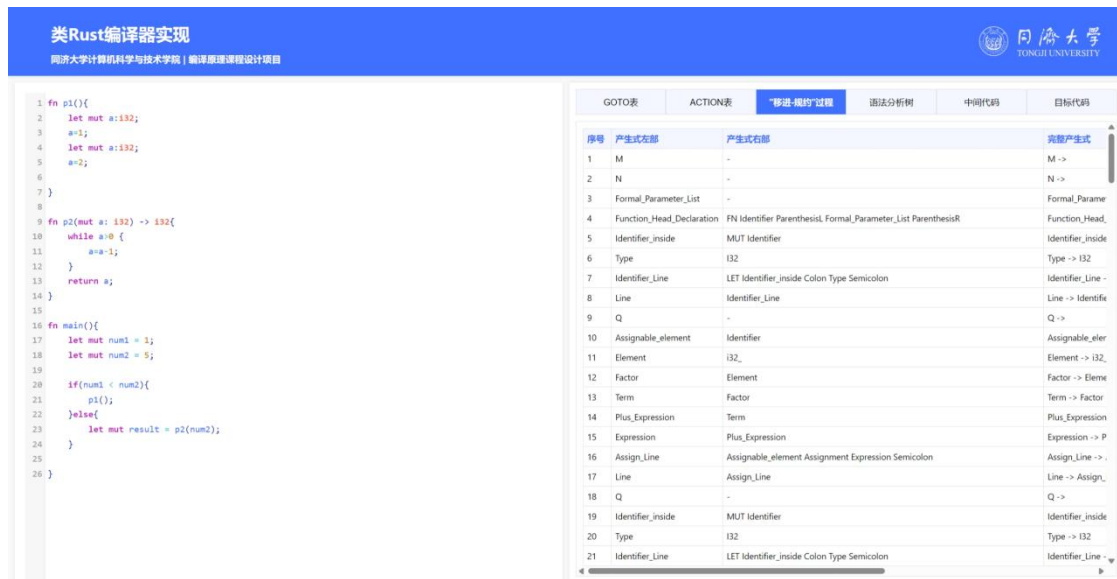 类Rust编译器实现
同济大学计算机科学与技术学院 | 编译原理课程设计项目
同济大学
TONGJI UNIVERSITY
1 fn p1(){
2 let mut a:i32;
3 a=1;
4 let mut a:i32;
5 a=2;
6
7 }
8
9 fn p2(mut a: i32) -> i32{
10 while a>0 {
11 a=a-1;
12 }
13 return a;
14 }
15
16 fn main(){
17 let mut num1 = 1;
18 let mut num2 = 5;
19
20 if(num1 < num2){
21 p1();
22 }else{
23 let mut result = p2(num2);
24 }
25
26 }
GOTO表 ACTION表 "移进-规约"过程 语法分析树 中间代码 目标代码
序号 产生式左部 产生式右部 完整产生式
1 M - M ->
2 N - N ->
3 Formal_Parameter_List - Formal_Parame
4 Function_Head_Declaration FN Identifier ParenthesisL Formal_Parameter_List ParenthesisR Function_Head_
5 Identifier_inside MUT Identifier Identifier_inside
6 Type I32 Type -> I32
7 Identifier_Line LET Identifier_inside Colon Type Semicolon Identifier_Line -
8 Line Identifier_Line Line -> Identifie
9 Q - Q ->
10 Assignable_element Identifier Assignable_eler
11 Element i32_ Element -> i32_
12 Factor Element Factor -> Eleme
13 Term Factor Term -> Factor
14 Plus_Expression Term Plus_Expression
15 Expression Plus_Expression Expression -> P
16 Assign_Line Assignable_element Assignment Expression Semicolon Assign_Line -> .
17 Line Assign_Line Line -> Assign_
18 Q - Q ->
19 Identifier_inside MUT Identifier Identifier_inside
20 Type I32 Type -> I32
21 Identifier_Line LET Identifier_inside Colon Type Semicolon Identifier_Line -